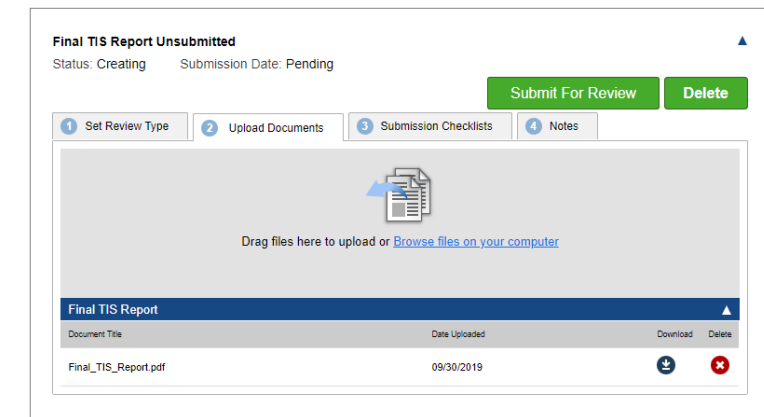 Final TIS Report Unsubmitted
Status: Creating Submission Date: Pending
Submit For Review Delete
1 Set Review Type 2 Upload Documents 3 Submission Checklists 4 Notes
Drag files here to upload or Browse files on your computer
Final TIS Report
Document Title Date Uploaded Download Delete
Final_TIS_Report.pdf 09/30/2019